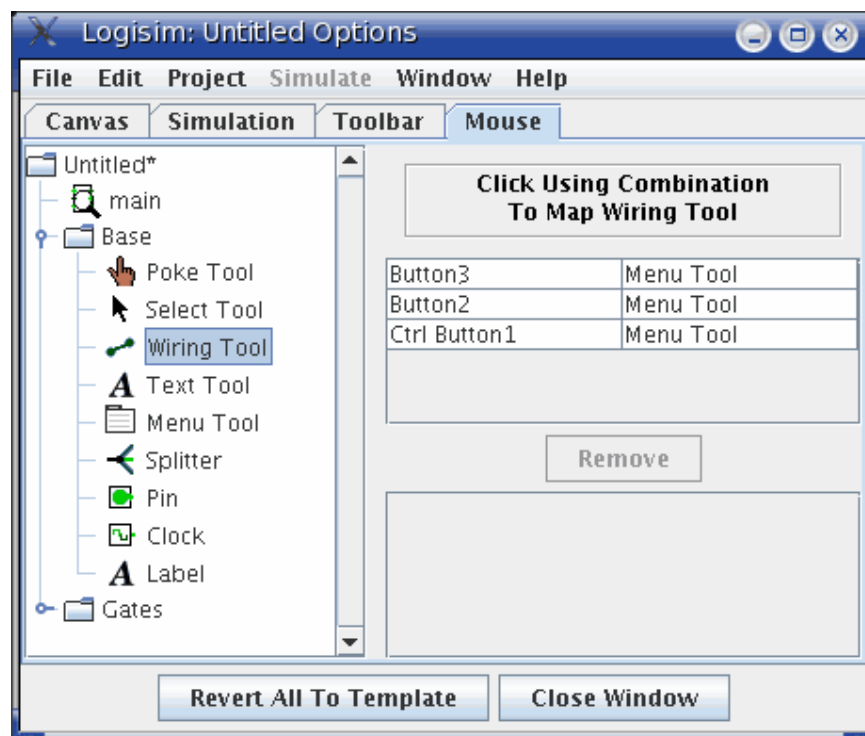 Logisim: Untitled Options
File Edit Project Simulate Window Help
Canvas Simulation Toolbar Mouse
Untitled*
main
Base
Poke Tool
Select Tool
Wiring Tool
Text Tool
Menu Tool
Splitter
Pin
Clock
Label
Gates
Click Using Combination
To Map Wiring Tool
Button3 Menu Tool
Button2 Menu Tool
Ctrl Button1 Menu Tool
Remove
Revert All To Template Close Window